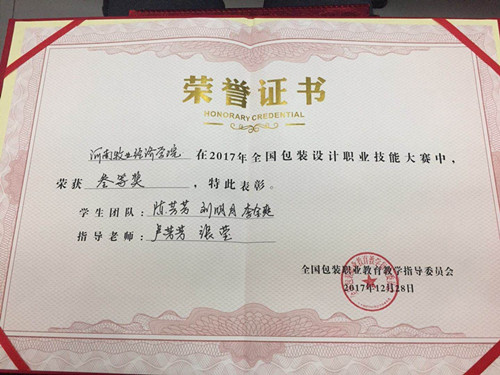 荣誉证书
HONORARY CREDENTIAL
河南牧业经济学院 在2017年全国包装设计职业技能大赛中,
荣获 叁等奖 ,特此表彰。
学生团队: 陈芳芳 刘明月 李金爽
指导老师: 卢芳芳 张莹
全国包装职业教育教学指导委员会
2017年12月28日